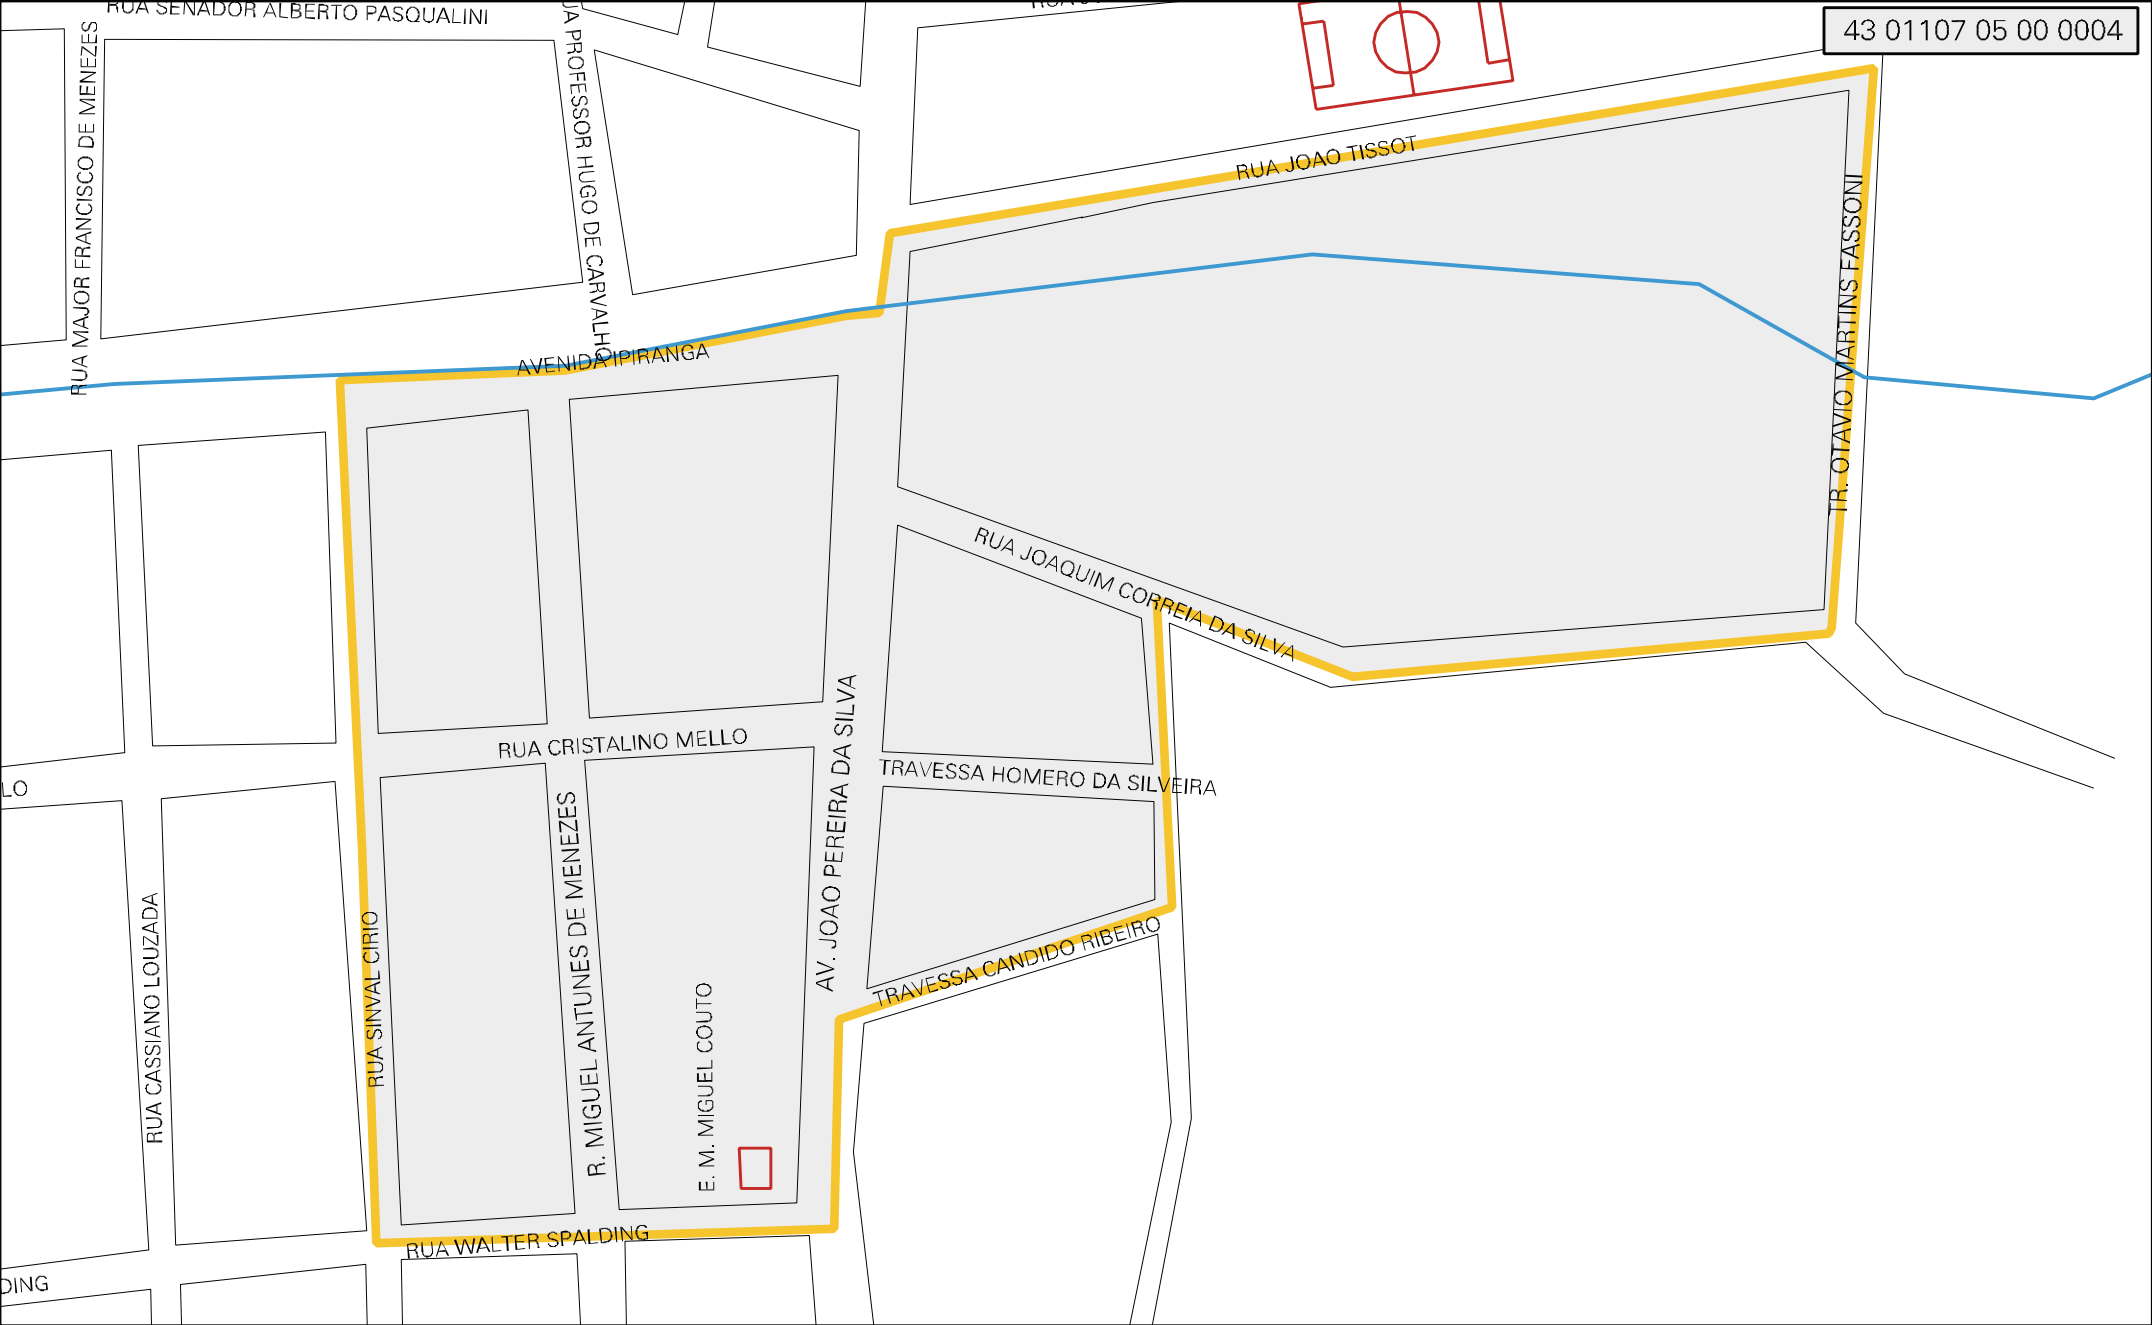 RUA SENADOR ALBERTO PASQUALINI
43 01107 05 00 0004
RUA MAJOR FRANCISCO DE MENEZES
UA PROFESSOR HUGO DE CARVALHO
RUA JOAO TISSOT
TR. OTAVIO MARTINS FASSONI
AVENIDA IPIRANGA
RUA JOAQUIM CORREIA DA SILVA
RUA CRISTALINO MELLO
AV. JOAO PEREIRA DA SILVA
TRAVESSA HOMERO DA SILVEIRA
LO
R. MIGUEL ANTUNES DE MENEZES
RUA CASSIANO LOUZADA
RUA SINVAL CIRIO
TRAVESSA CANDIDO RIBEIRO
E. M. MIGUEL COUTO
RUA WALTER SPALDING
DING